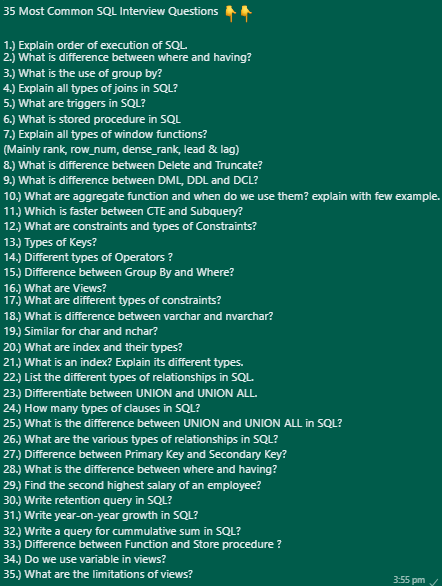 35 Most Common SQL Interview Questions 👇👇
1.) Explain order of execution of SQL.
2.) What is difference between where and having?
3.) What is the use of group by?
4.) Explain all types of joins in SQL?
5.) What are triggers in SQL?
6.) What is stored procedure in SQL
7.) Explain all types of window functions?
(Mainly rank, row_num, dense_rank, lead & lag)
8.) What is difference between Delete and Truncate?
9.) What is difference between DML, DDL and DCL?
10.) What are aggregate function and when do we use them? explain with few example.
11.) Which is faster between CTE and Subquery?
12.) What are constraints and types of Constraints?
13.) Types of Keys?
14.) Different types of Operators ?
15.) Difference between Group By and Where?
16.) What are Views?
17.) What are different types of constraints?
18.) What is difference between varchar and nvarchar?
19.) Similar for char and nchar?
20.) What are index and their types?
21.) What is an index? Explain its different types.
22.) List the different types of relationships in SQL.
23.) Differentiate between UNION and UNION ALL.
24.) How many types of clauses in SQL?
25.) What is the difference between UNION and UNION ALL in SQL?
26.) What are the various types of relationships in SQL?
27.) Difference between Primary Key and Secondary Key?
28.) What is the difference between where and having?
29.) Find the second highest salary of an employee?
30.) Write retention query in SQL?
31.) Write year-on-year growth in SQL?
32.) Write a query for cummulative sum in SQL?
33.) Difference between Function and Store procedure ?
34.) Do we use variable in views?
35.) What are the limitations of views?
3:55 pm